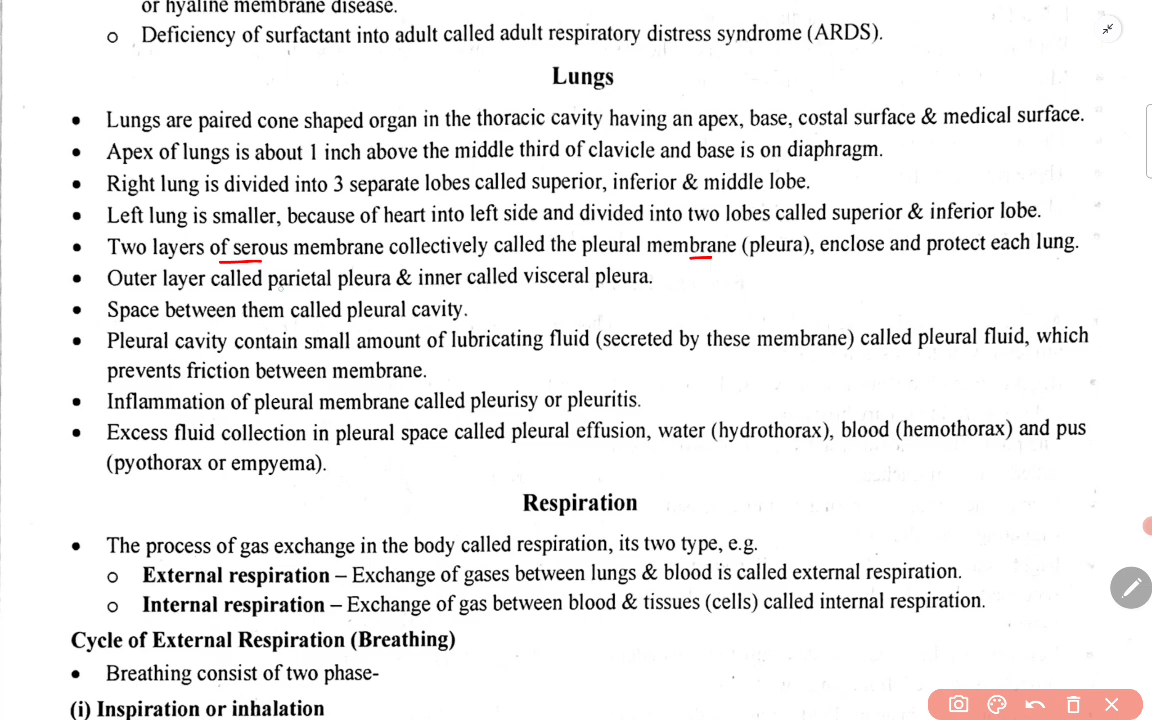 or hyaline membrane disease.
o Deficiency of surfactant into adult called adult respiratory distress syndrome (ARDS).
Lungs
• Lungs are paired cone shaped organ in the thoracic cavity having an apex, base, costal surface & medical surface.
• Apex of lungs is about 1 inch above the middle third of clavicle and base is on diaphragm.
• Right lung is divided into 3 separate lobes called superior, inferior & middle lobe.
• Left lung is smaller, because of heart into left side and divided into two lobes called superior & inferior lobe.
• Two layers of serous membrane collectively called the pleural membrane (pleura), enclose and protect each lung.
• Outer layer called parietal pleura & inner called visceral pleura.
• Space between them called pleural cavity.
• Pleural cavity contain small amount of lubricating fluid (secreted by these membrane) called pleural fluid, which
prevents friction between membrane.
• Inflammation of pleural membrane called pleurisy or pleuritis.
• Excess fluid collection in pleural space called pleural effusion, water (hydrothorax), blood (hemothorax) and pus
(pyothorax or empyema).
Respiration
• The process of gas exchange in the body called respiration, its two type, e.g.
o External respiration – Exchange of gases between lungs & blood is called external respiration.
o Internal respiration – Exchange of gas between blood & tissues (cells) called internal respiration.
Cycle of External Respiration (Breathing)
• Breathing consist of two phase-
(i) Inspiration or inhalation